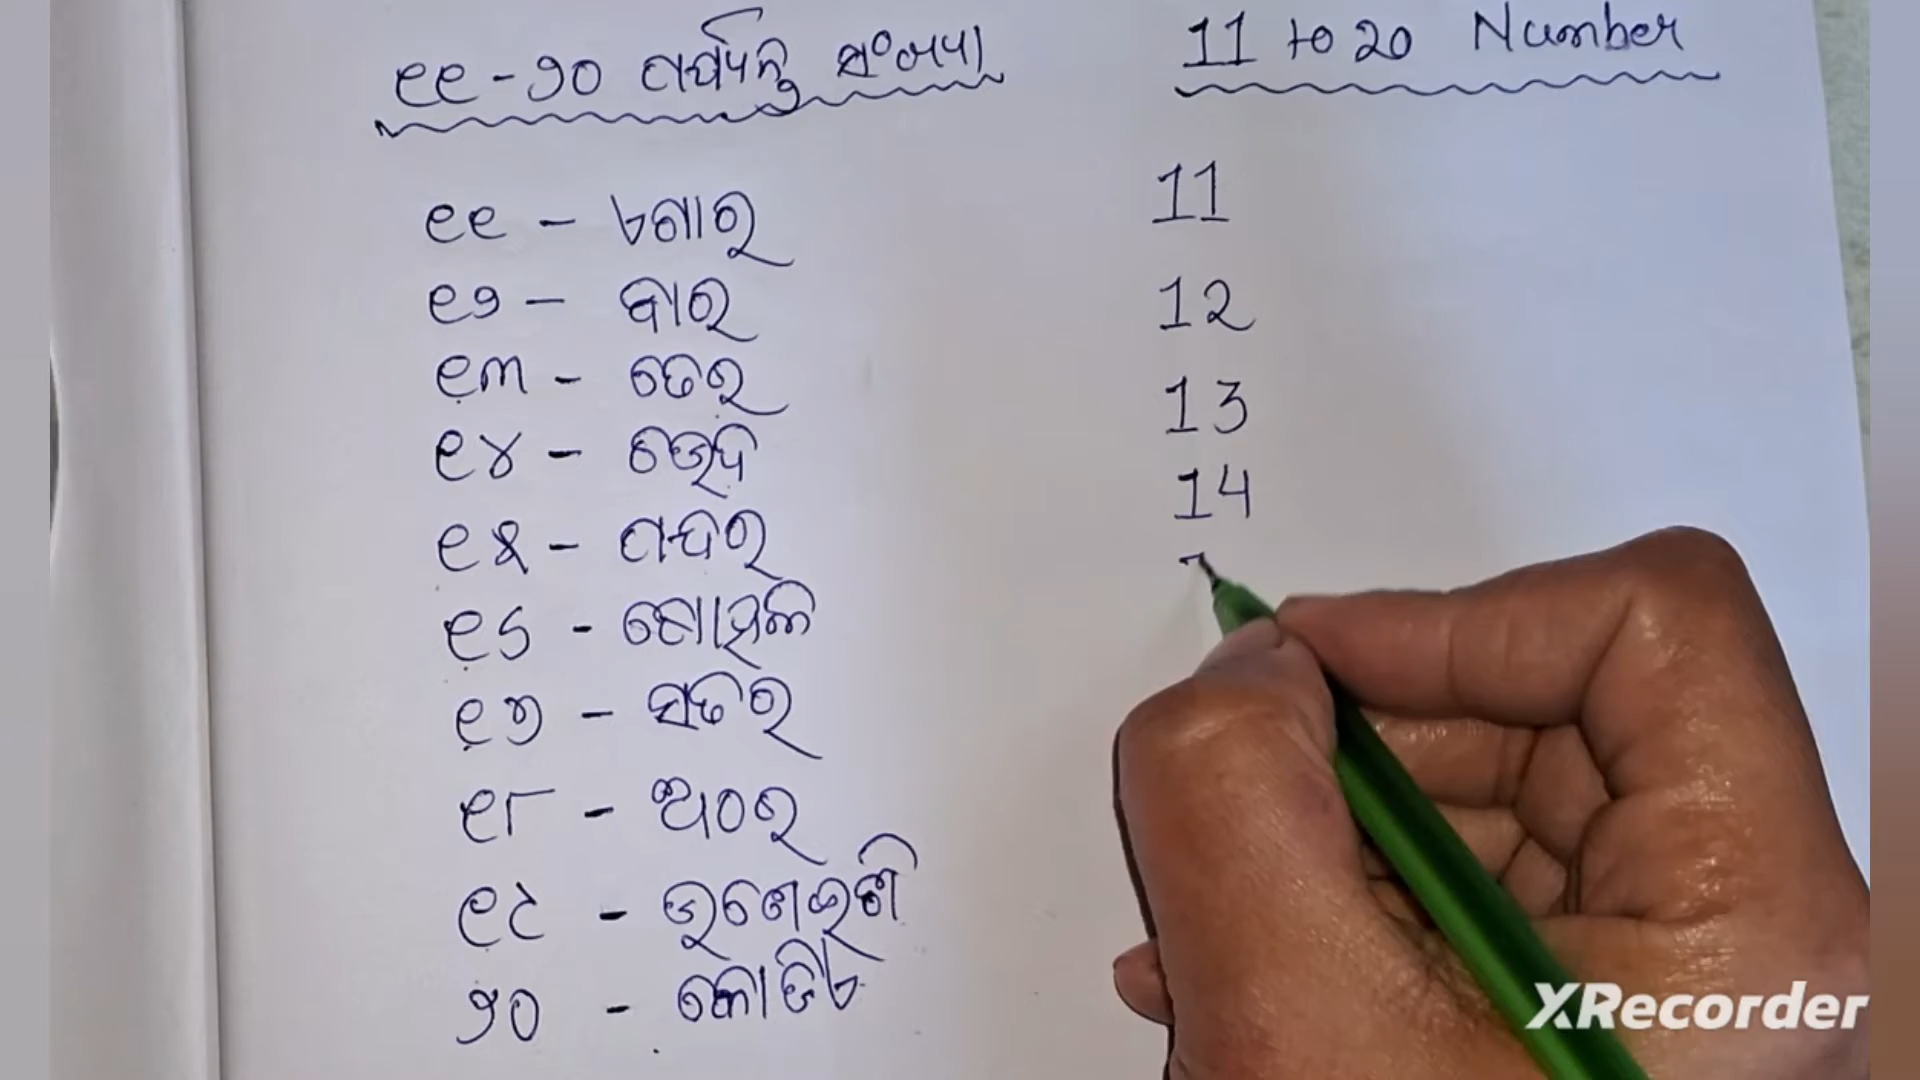 ୧୧-୨୦ ପର୍ଯ୍ୟନ୍ତ ସଂଖ୍ୟା
୧୧ - ଏଗାର
୧୨ - ବାର
୧୩ - ତେର
୧୪ - ଚଉଦ
୧୫ - ପନ୍ଦର
୧୬ - ଷୋହଳ
୧୭ - ସତର
୧୮ - ଅଠର
୧୯ - ଉଣେଇଶି
୨୦ - କୋଡିଏ
11 to 20 Number
11
12
13
14
XRecorder